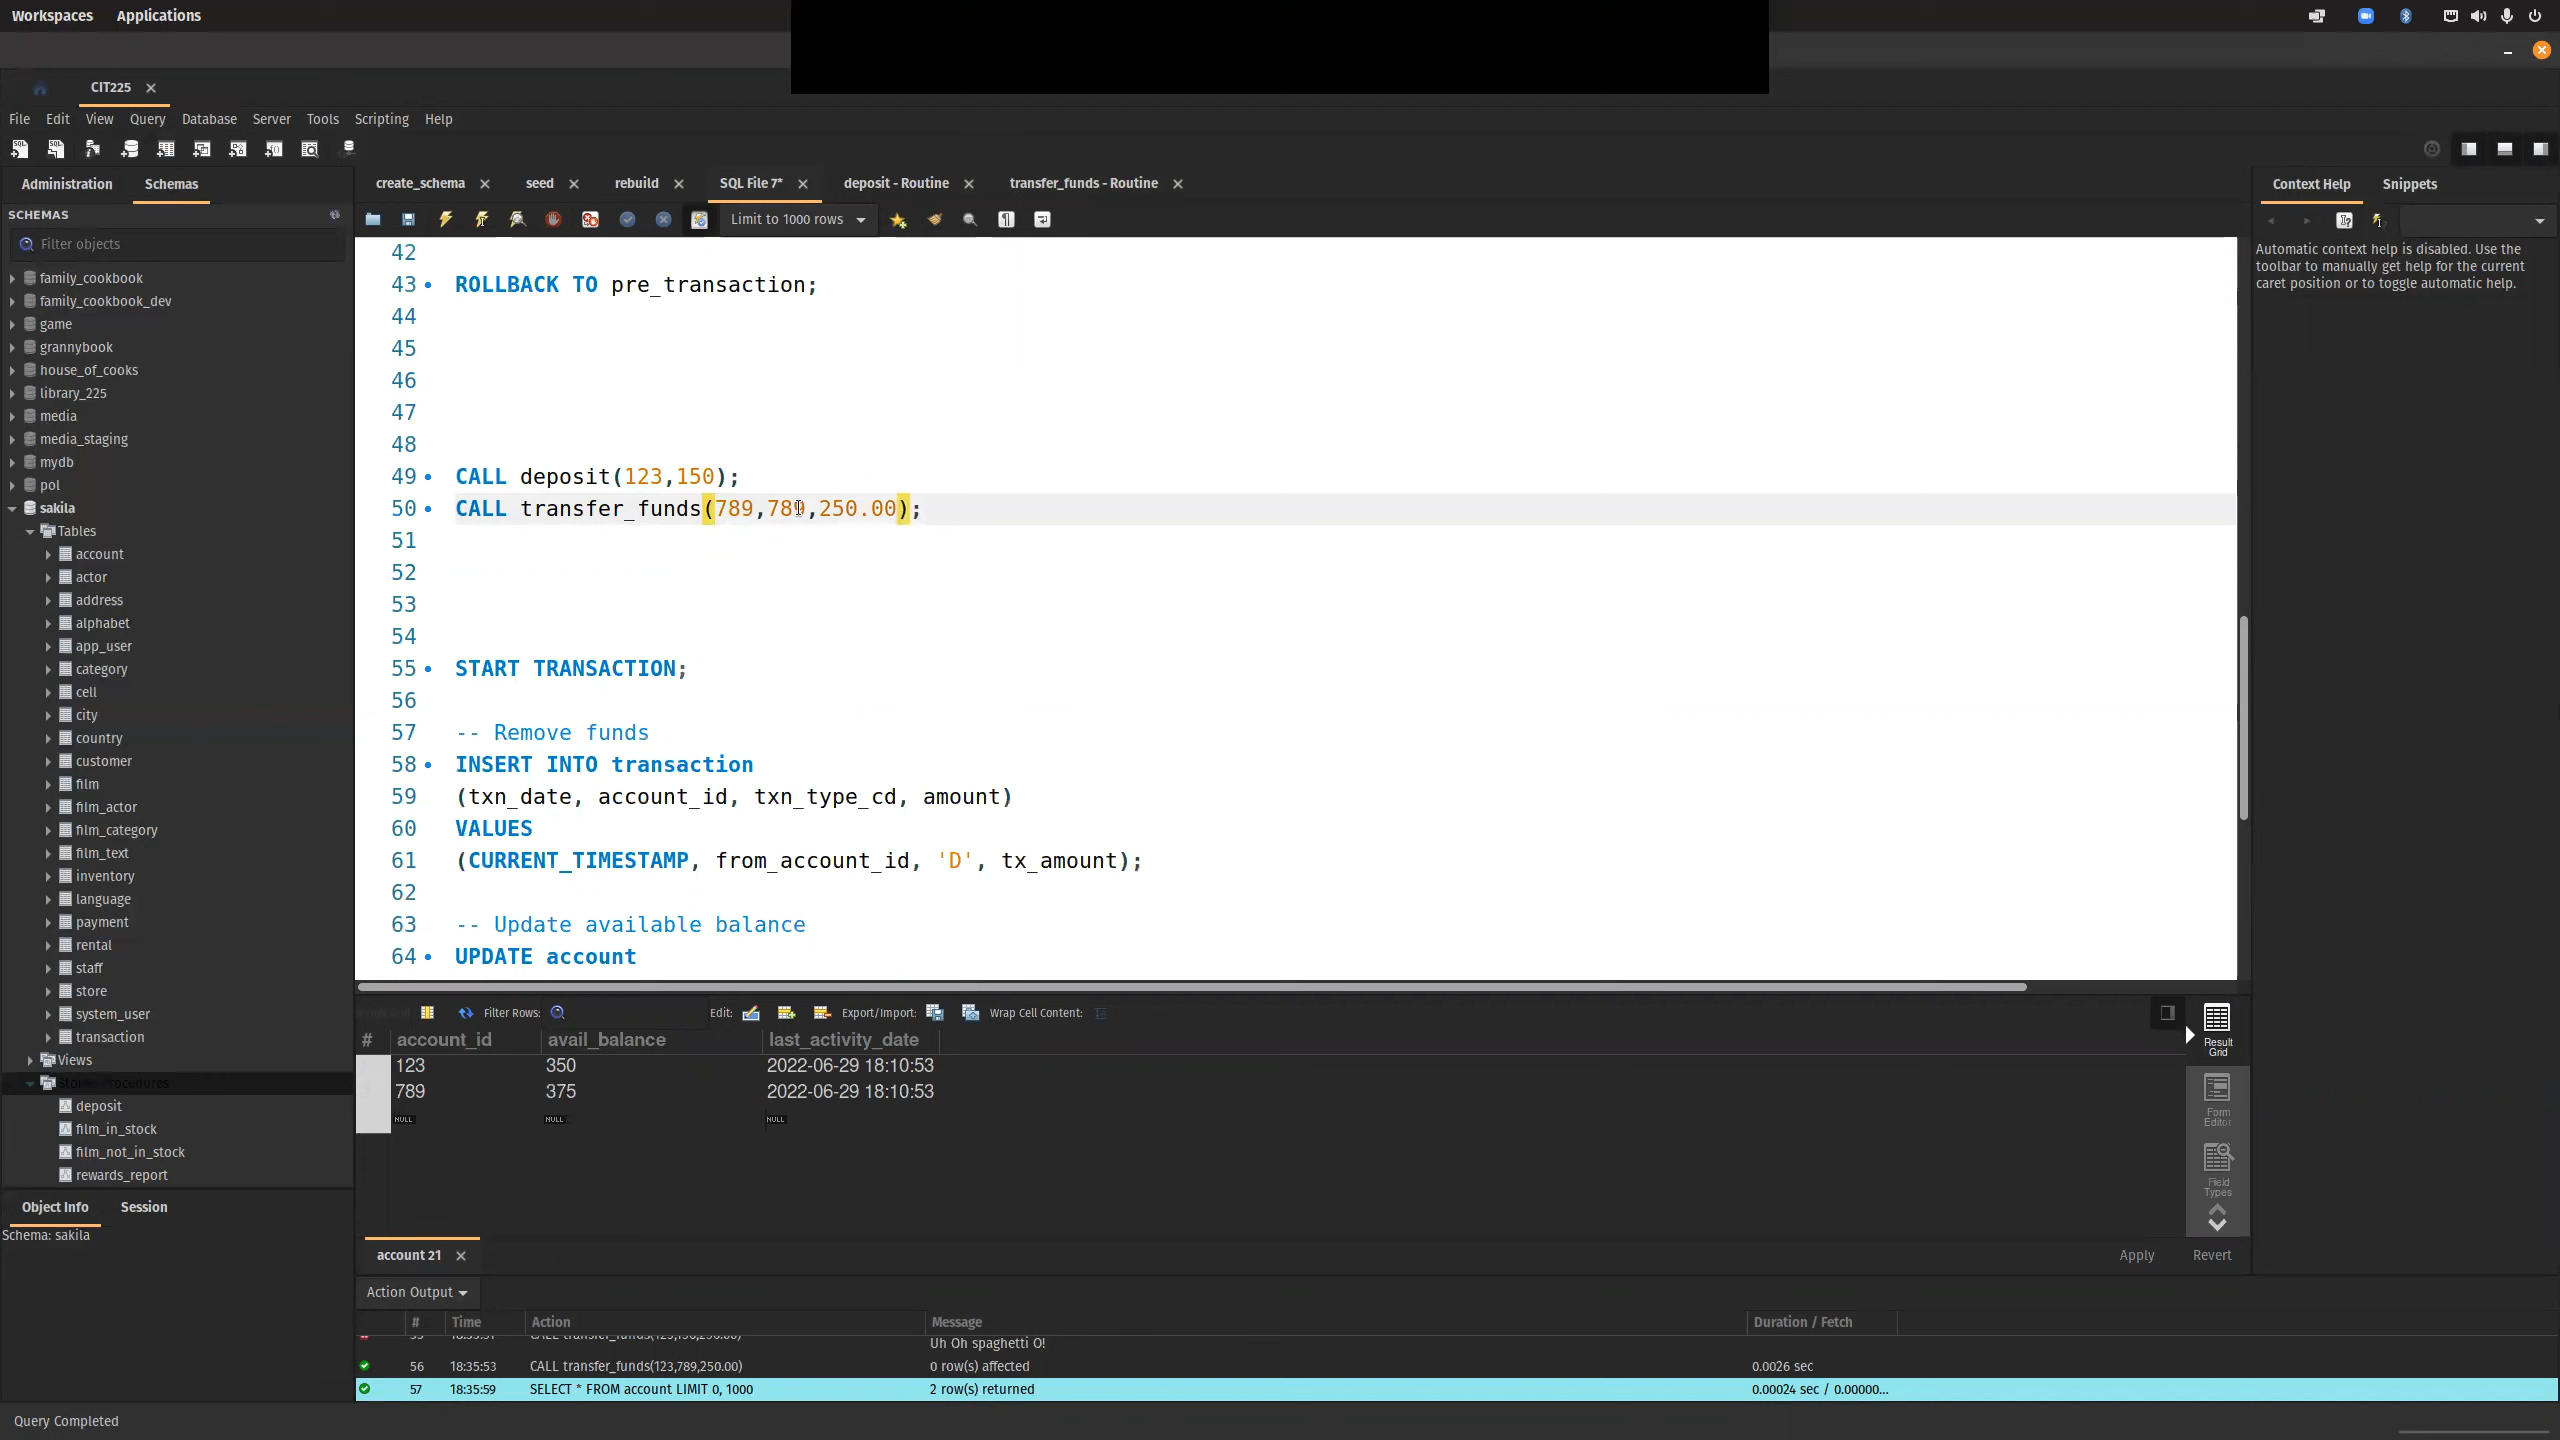 Workspaces Applications
CIT225
File Edit View Query Database Server Tools Scripting Help
Administration Schemas
create_schema seed rebuild SQL File 7* deposit - Routine transfer_funds - Routine
Context Help Snippets
SCHEMAS
Filter objects
family_cookbook
family_cookbook_dev
game
grannybook
house_of_cooks
library_225
media
media_staging
mydb
pol
sakila
Tables
account
actor
address
alphabet
app_user
category
cell
city
country
customer
film
film_actor
film_category
film_text
inventory
language
payment
rental
staff
store
system_user
transaction
Views
deposit
film_in_stock
film_not_in_stock
rewards_report
Object Info Session
Schema: sakila
Limit to 1000 rows
42
43 ROLLBACK TO pre_transaction;
44
45
46
47
48
49 CALL deposit(123,150);
50 CALL transfer_funds(789,789,250.00);
51
52
53
54
55 START TRANSACTION;
56
57 -- Remove funds
58 INSERT INTO transaction
59 (txn_date, account_id, txn_type_cd, amount)
60 VALUES
61 (CURRENT_TIMESTAMP, from_account_id, 'D', tx_amount);
62
63 -- Update available balance
64 UPDATE account
Automatic context help is disabled. Use the
toolbar to manually get help for the current
caret position or to toggle automatic help.
Filter Rows: Edit: Export/Import: Wrap Cell Content:
# account_id avail_balance last_activity_date
123 350 2022-06-29 18:10:53
789 375 2022-06-29 18:10:53
NULL NULL NULL
Result
Grid
Form
Editor
Field
Types
account 21
Apply Revert
Action Output
# Time Action Message Duration / Fetch
Uh Oh spaghetti O!
56 18:35:53 CALL transfer_funds(123,789,250.00) 0 row(s) affected 0.0026 sec
57 18:35:59 SELECT * FROM account LIMIT 0, 1000 2 row(s) returned 0.00024 sec / 0.00000...
Query Completed